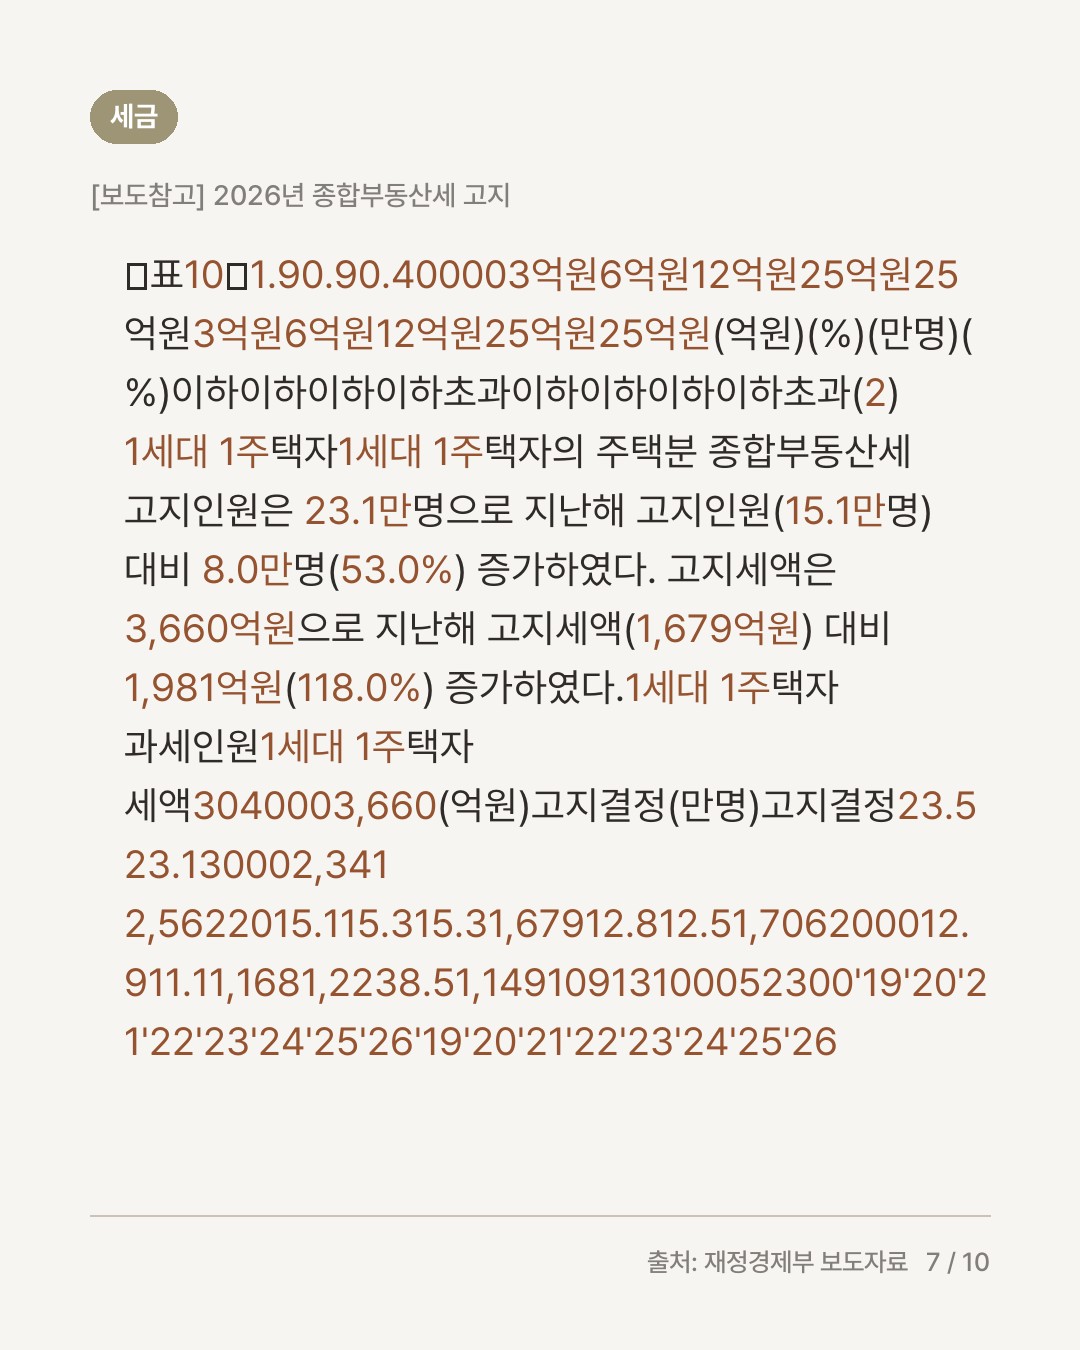 세금
[보도참고] 2026년 종합부동산세 고지
□표10□1.90.90.400003억원6억원12억원25억원25
억원3억원6억원12억원25억원25억원(억원)(%)(만명)(
%)이하이하이하이하초과이하이하이하이하초과(2)
1세대 1주택자1세대 1주택자의 주택분 종합부동산세
고지인원은 23.1만명으로 지난해 고지인원(15.1만명)
대비 8.0만명(53.0%) 증가하였다. 고지세액은
3,660억원으로 지난해 고지세액(1,679억원) 대비
1,981억원(118.0%) 증가하였다.1세대 1주택자
과세인원1세대 1주택자
세액3040003,660(억원)고지결정(만명)고지결정23.5
23.130002,341
2,5622015.115.315.31,67912.812.51,706200012.
911.11,1681,2238.51,14910913100052300'19'20'2
1'22'23'24'25'26'19'20'21'22'23'24'25'26
출처: 재정경제부 보도자료 7 / 10